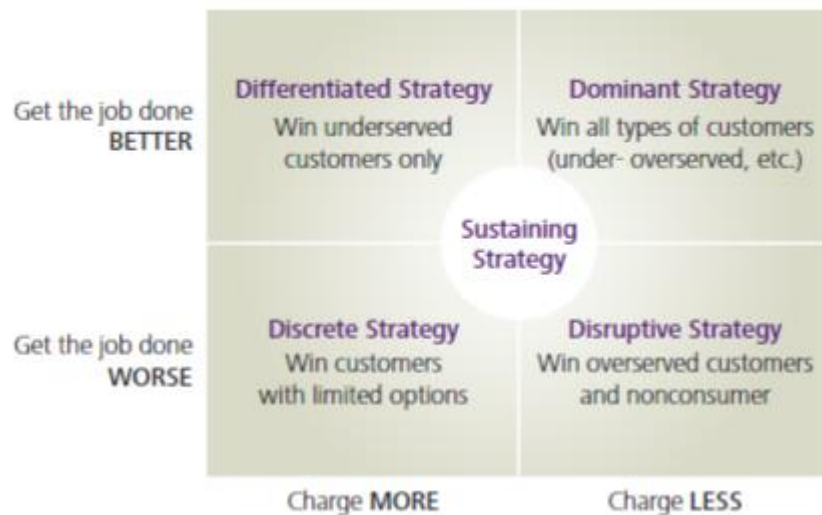 Get the job done
BETTER
Differentiated Strategy
Win underserved
customers only
Dominant Strategy
Win all types of customers
(under- overserved, etc.)
Sustaining
Strategy
Get the job done
WORSE
Discrete Strategy
Win customers
with limited options
Disruptive Strategy
Win overserved customers
and nonconsumer
Charge MORE
Charge LESS